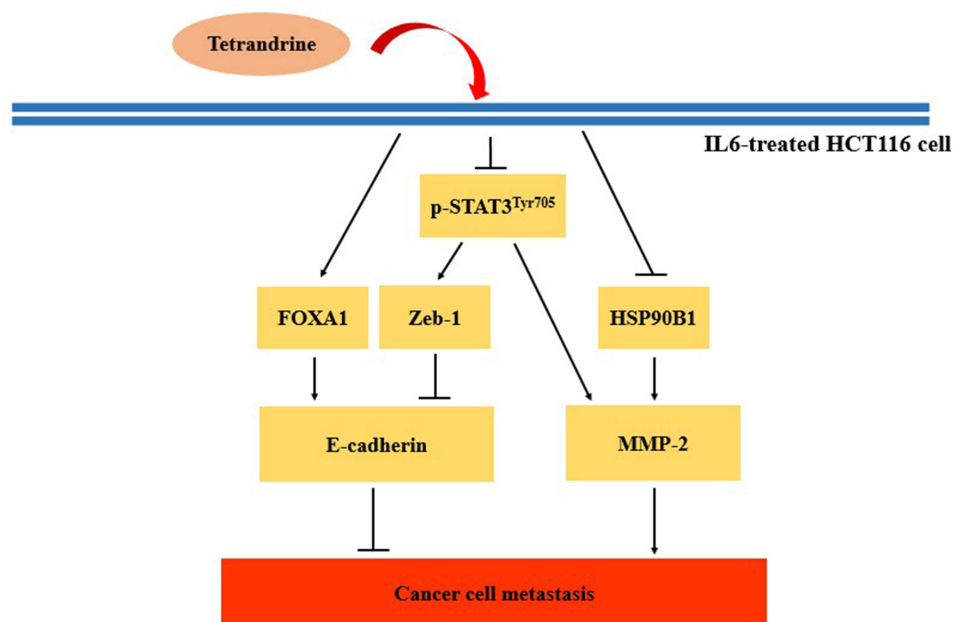 Tetrandrine
IL6-treated HCT116 cell
p-STAT3Tyr705
FOXA1
Zeb-1
HSP90B1
E-cadherin
MMP-2
Cancer cell metastasis